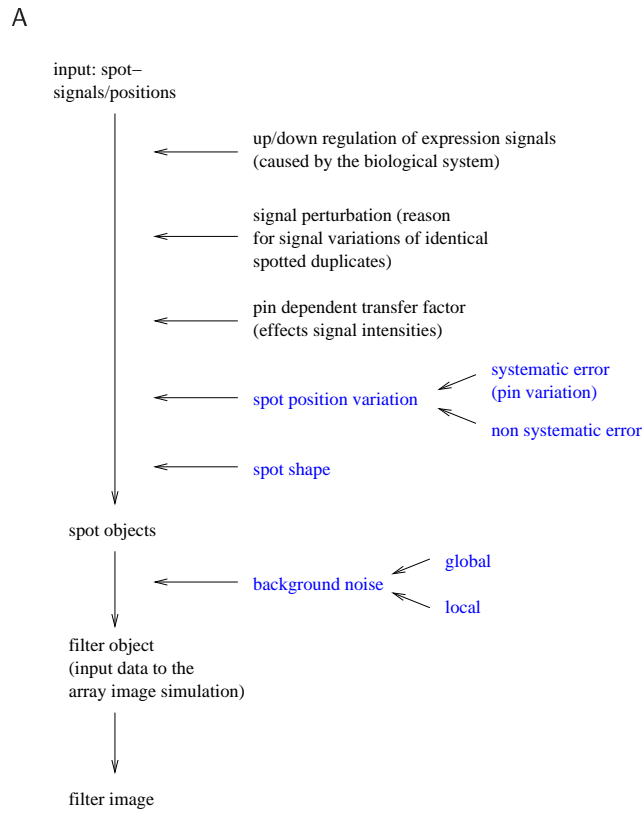 A
input: spot–
signals/positions
up/down regulation of expression signals
(caused by the biological system)
signal perturbation (reason
for signal variations of identical
spotted duplicates)
pin dependent transfer factor
(effects signal intensities)
systematic error
(pin variation)
spot position variation
non systematic error
spot shape
spot objects
global
background noise
local
filter object
(input data to the
array image simulation)
filter image